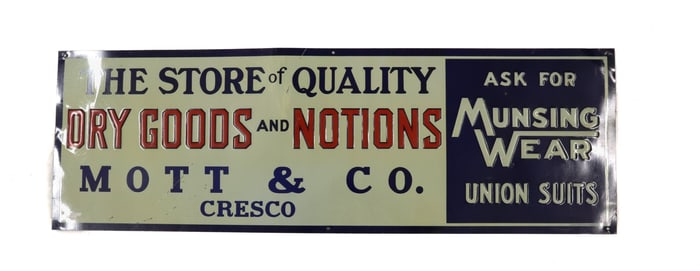 THE STORE of QUALITY
DRY GOODS AND NOTIONS
MOTT & CO.
CRESCO
ASK FOR
MUNSING
WEAR
UNION SUITS